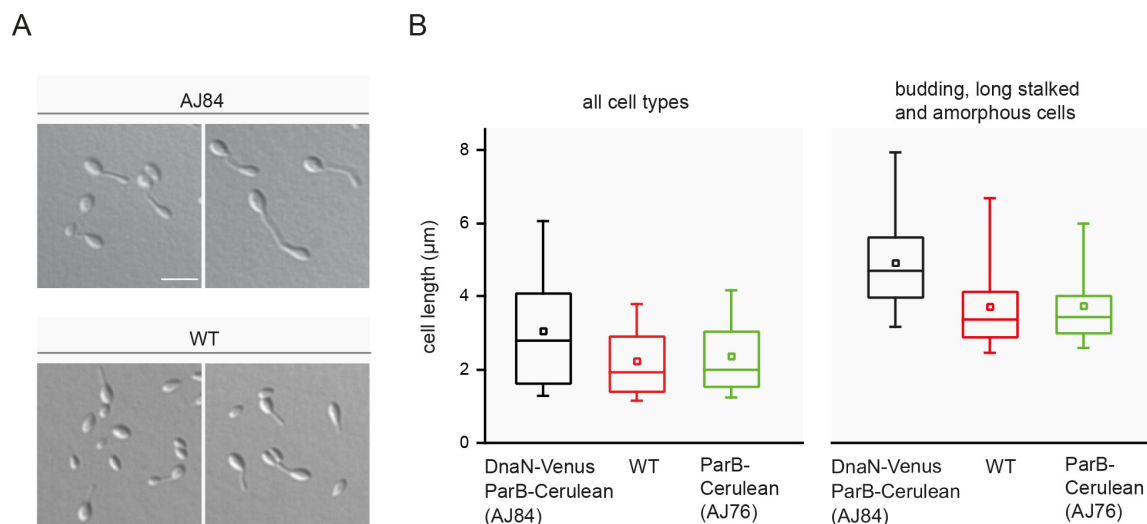 A
B
AJ84
WT
all cell types
budding, long stalked
and amorphous cells
cell length (µm)
8
6
4
2
0
DnaN-Venus
ParB-Cerulean
(AJ84)
WT
ParB-
Cerulean
(AJ76)
DnaN-Venus
ParB-Cerulean
(AJ84)
WT
ParB-
Cerulean
(AJ76)